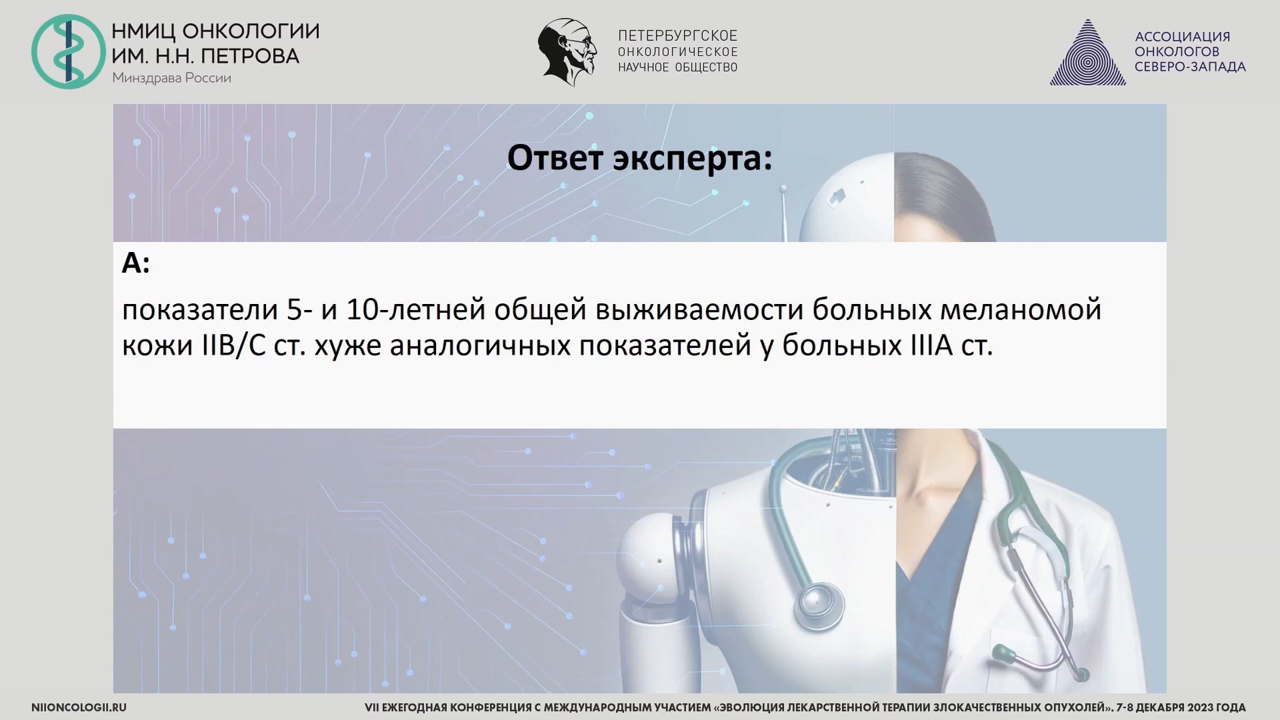 НМИЦ ОНКОЛОГИИ
ИМ. Н.Н. ПЕТРОВА
Минздрава России
ПЕТЕРБУРГСКОЕ
ОНКОЛОГИЧЕСКОЕ
НАУЧНОЕ ОБЩЕСТВО
АССОЦИАЦИЯ
ОНКОЛОГОВ
СЕВЕРО-ЗАПАДА
Ответ эксперта:
А:
показатели 5- и 10-летней общей выживаемости больных меланомой
кожи IIB/C ст. хуже аналогичных показателей у больных IIIA ст.
NIIONCOLOGII.RU
VII ЕЖЕГОДНАЯ КОНФЕРЕНЦИЯ С МЕЖДУНАРОДНЫМ УЧАСТИЕМ «ЭВОЛЮЦИЯ ЛЕКАРСТВЕННОЙ ТЕРАПИИ ЗЛОКАЧЕСТВЕННЫХ ОПУХОЛЕЙ». 7-8 ДЕКАБРЯ 2023 ГОДА